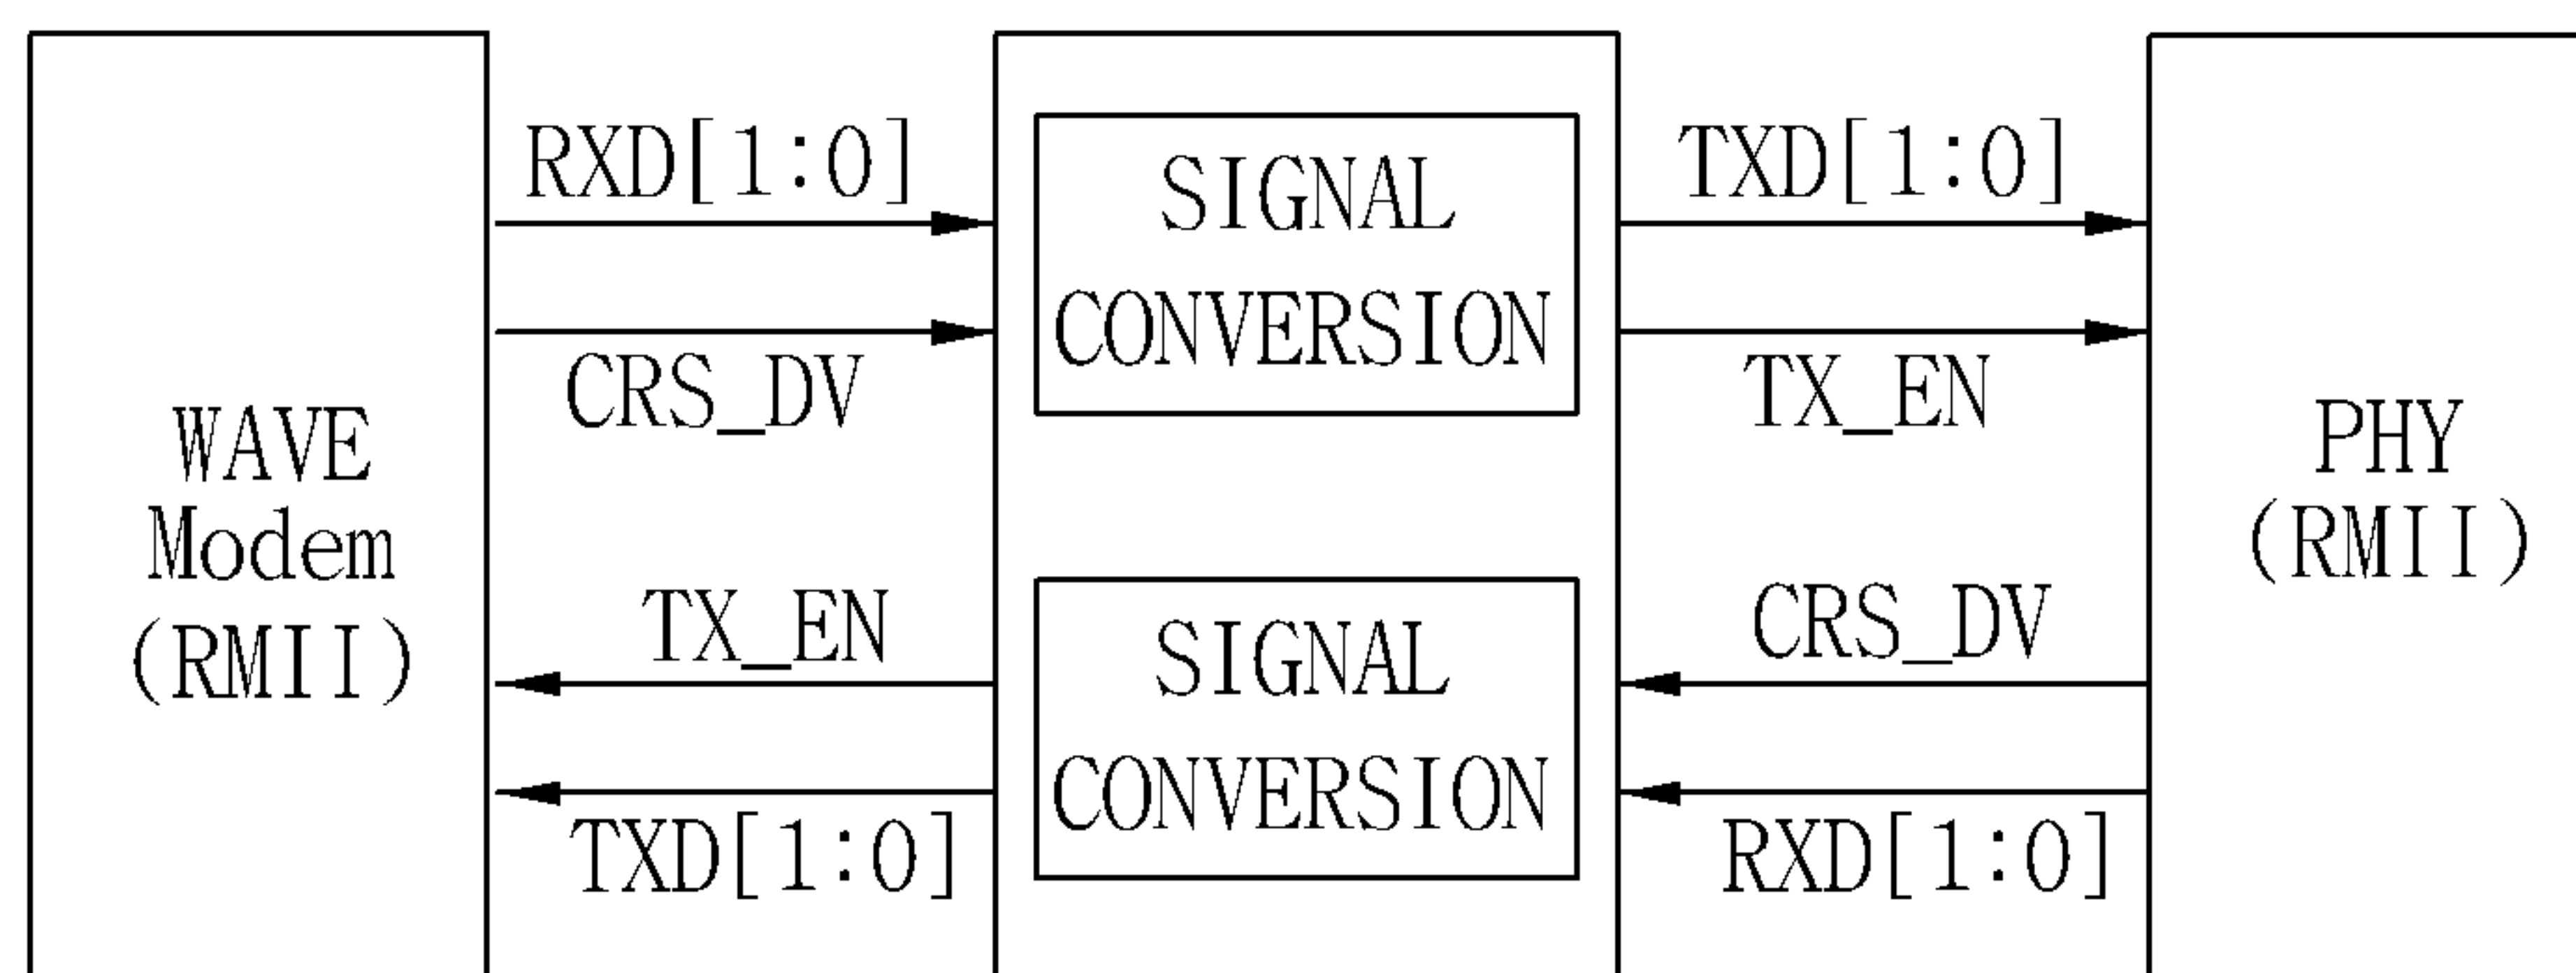 RXD[1:0]
CRS_DV
WAVE
Modem
(RMII)
TX_EN
TXD[1:0]
SIGNAL
CONVERSION
SIGNAL
CONVERSION
TXD[1:0]
TX_EN
CRS_DV
RXD[1:0]
PHY
(RMII)